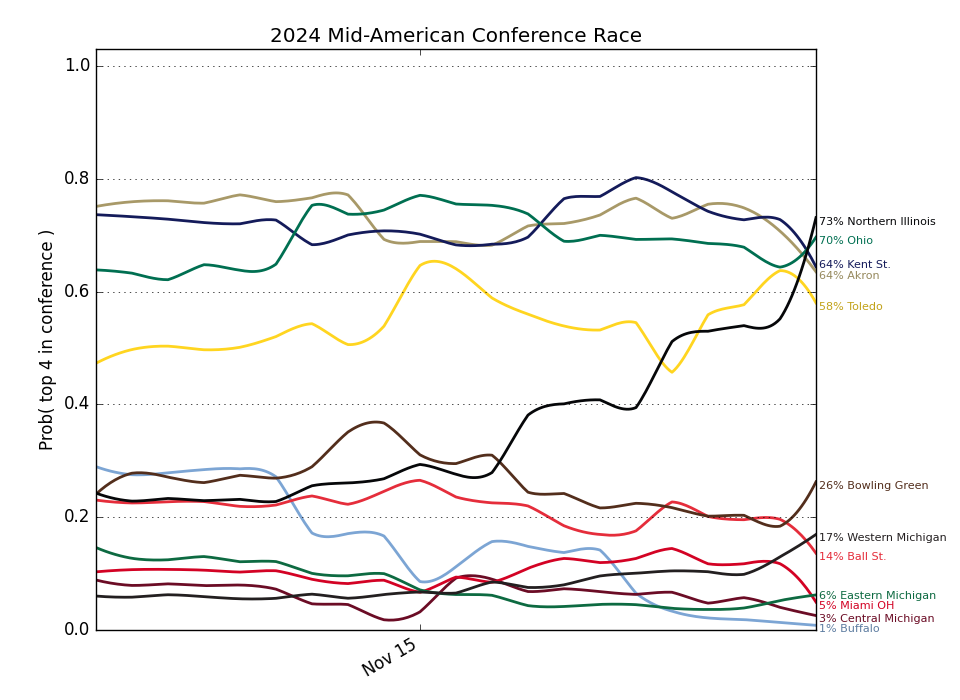 2024 Mid-American Conference Race
Prob( top 4 in conference )
1.0
0.8
0.6
0.4
0.2
0.0
Nov 15
73% Northern Illinois
70% Ohio
64% Kent St.
64% Akron
58% Toledo
26% Bowling Green
17% Western Michigan
14% Ball St.
6% Eastern Michigan
5% Miami OH
3% Central Michigan
1% Buffalo